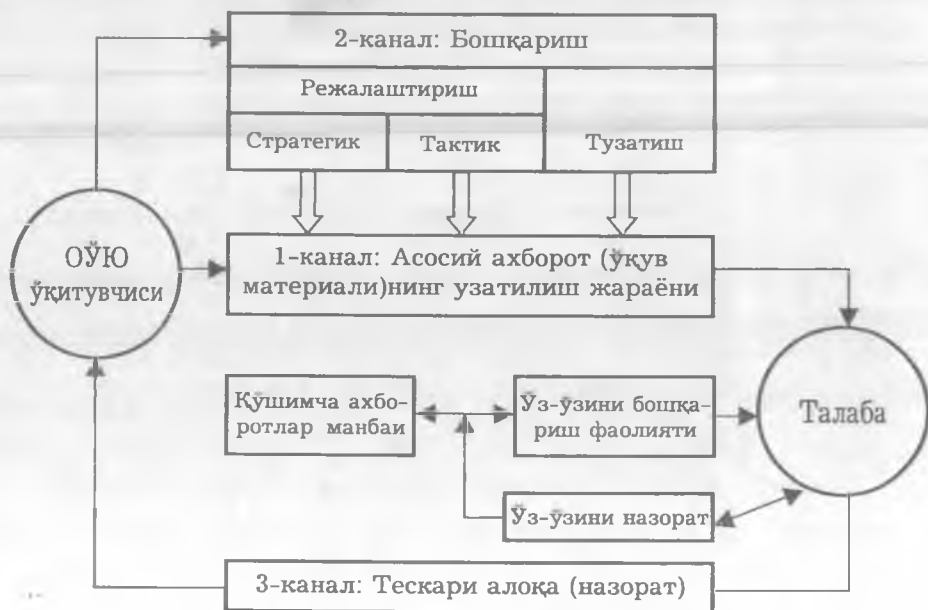 2-канал: Бошқариш
Режалаштириш
Стратегик
Тактик
Тузатиш
ОЎЮ
ўқитувчиси
1-канал: Асосий ахборот (ўқув
материали)нинг узатилиш жараёни
Қўшимча ахбо-
ротлар манбаи
Ўз-ўзини бошқа-
риш фаолияти
Талаба
Ўз-ўзини назорат
3-канал: Тескари алоқа (назорат)